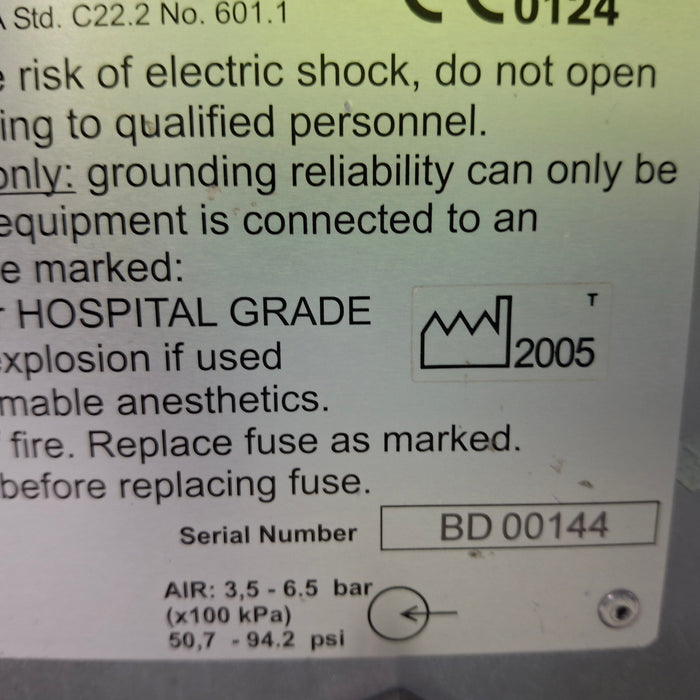 Std. C22.2 No. 601.1
CE 0124
risk of electric shock, do not open
ing to qualified personnel.
only: grounding reliability can only be
equipment is connected to an
e marked:
HOSPITAL GRADE
explosion if used
mable anesthetics.
fire. Replace fuse as marked.
before replacing fuse.
T
2005
Serial Number BD 00144
AIR: 3,5 - 6.5 bar
(x100 kPa)
50,7 - 94.2 psi